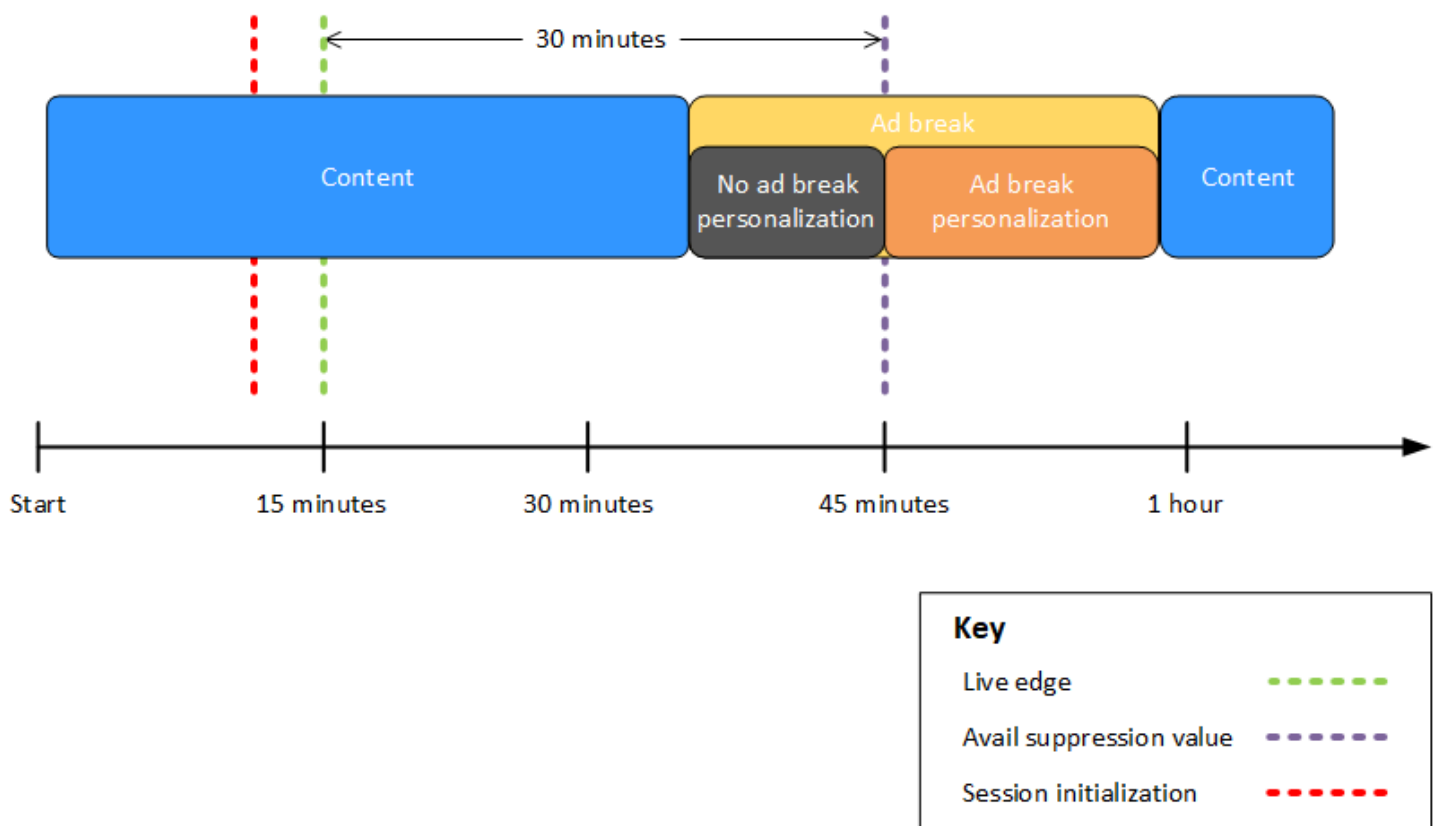 30 minutes
Ad break
Content
No ad break
personalization
Ad break
personalization
Content
Start
15 minutes
30 minutes
45 minutes
1 hour
Key
Live edge
Avail suppression value
Session initialization